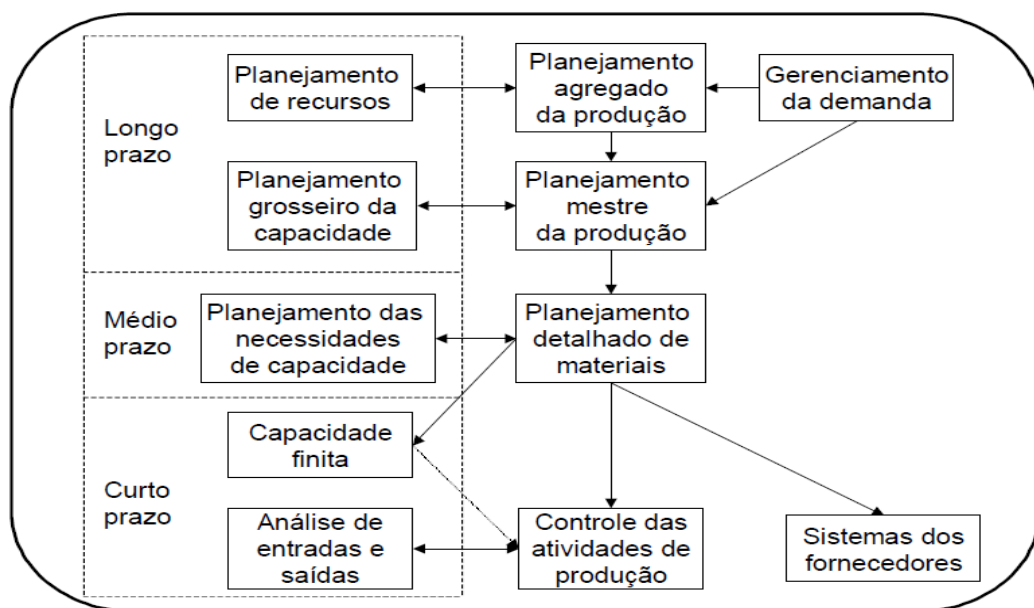 Planejamento
de recursos
Planejamento
agregado
da produção
Gerenciamento
da demanda
Longo
prazo
Planejamento
grosseiro da
capacidade
Planejamento
mestre
da produção
Médio
prazo
Planejamento das
necessidades
de capacidade
Planejamento
detalhado de
materiais
Capacidade
finita
Curto
prazo
Análise de
entradas e
saídas
Controle das
atividades de
produção
Sistemas dos
fornecedores